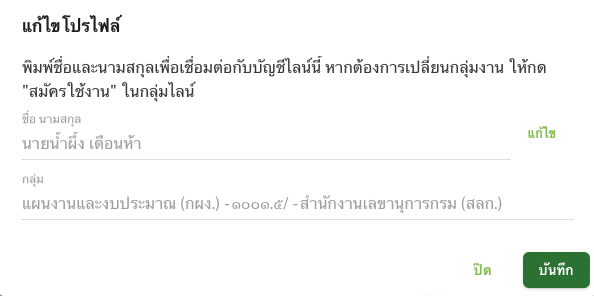 แก้ไขโปรไฟล์
พิมพ์ชื่อและนามสกุลเพื่อเชื่อมต่อกับบัญชีไลน์นี้ หากต้องการเปลี่ยนกลุ่มงาน ให้กด
"สมัครใช้งาน" ในกลุ่มไลน์
ชื่อ นามสกุล
นายน้ำผึ้ง เดือนห้า
แก้ไข
กลุ่ม
แผนงานและงบประมาณ (กผง.) -๑๐๐๑.๕/ -สำนักงานเลขานุการกรม (สลก.)
ปิด
บันทึก